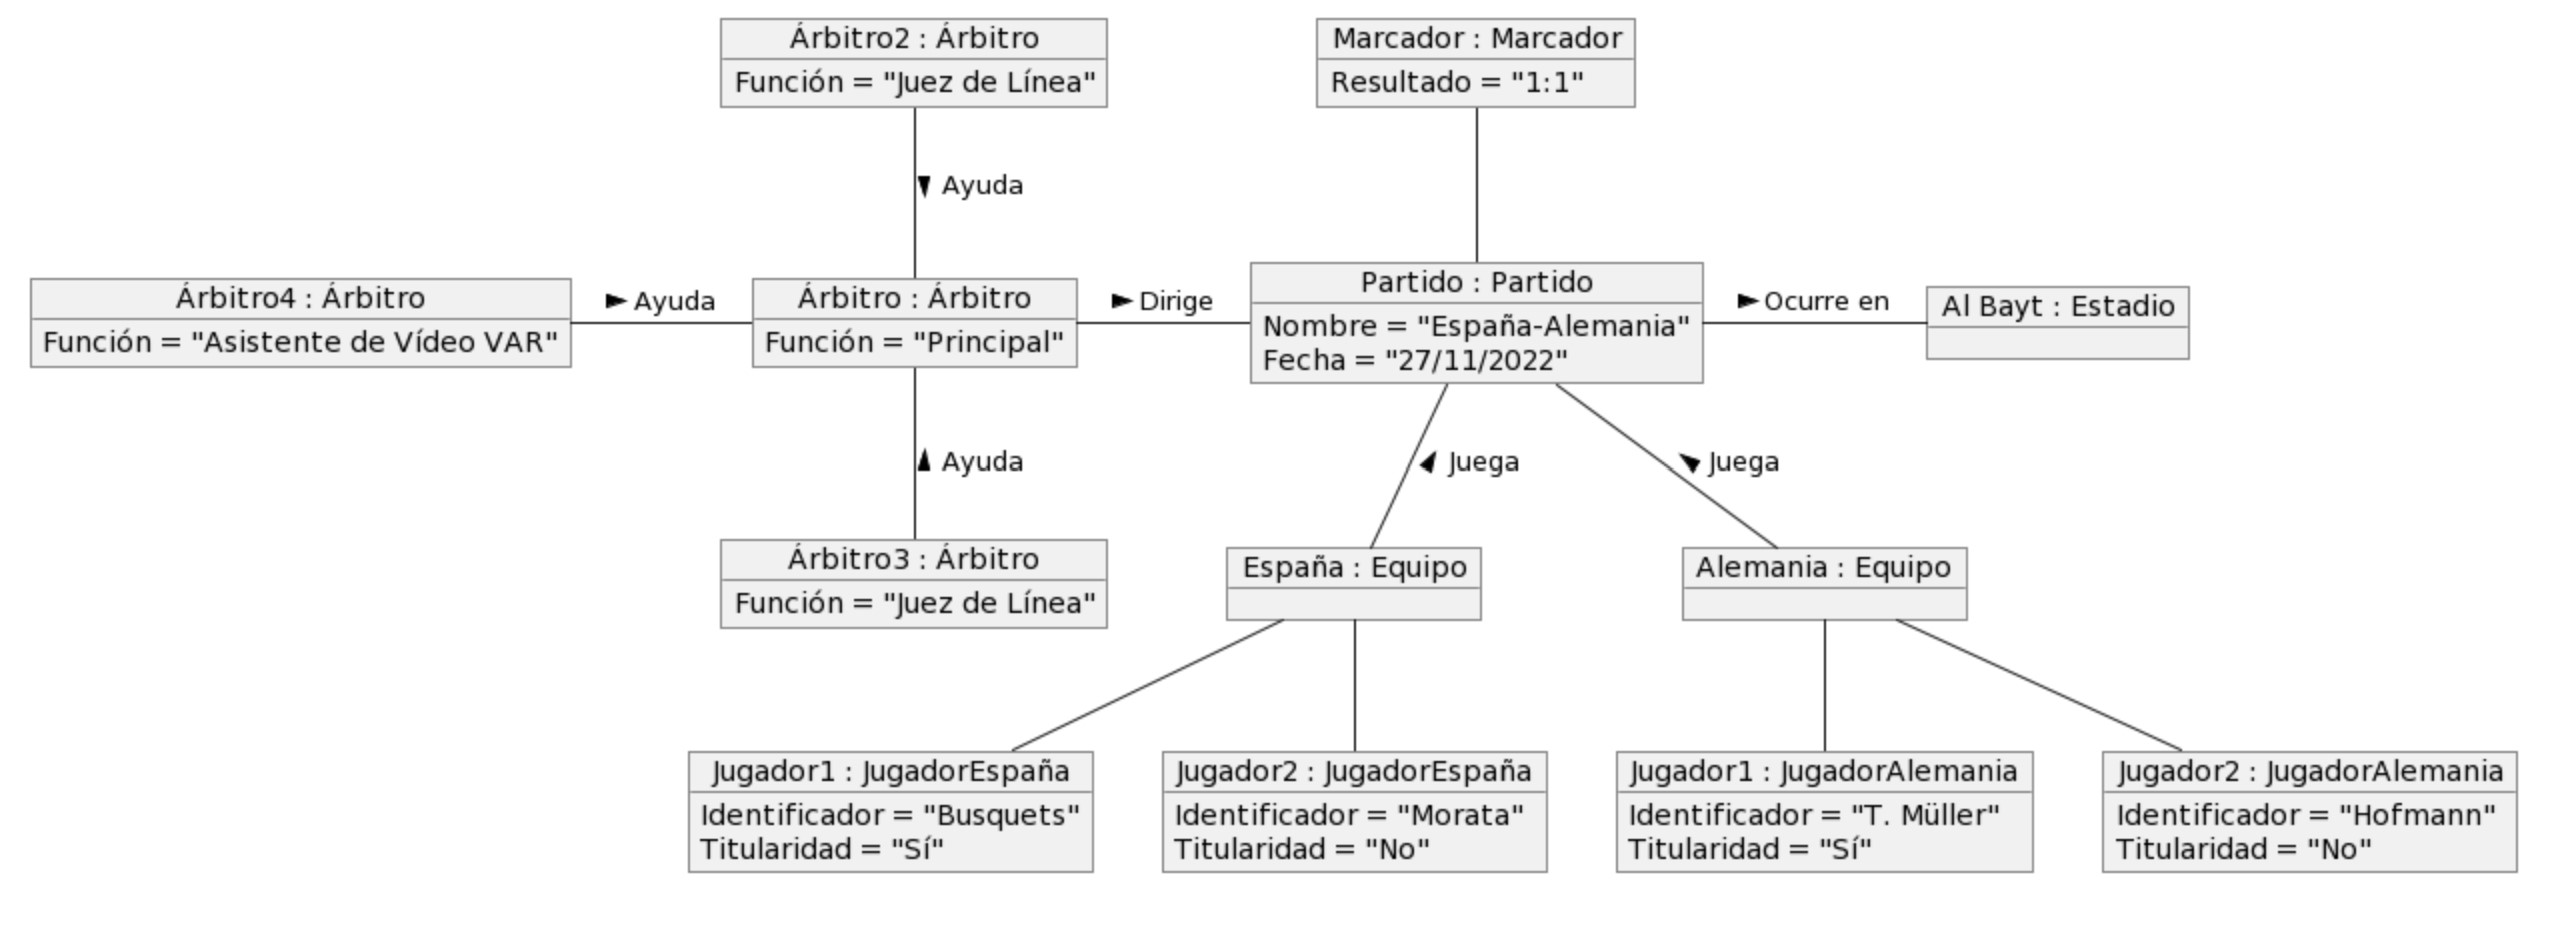 Árbitro2 : Árbitro
Función = "Juez de Línea"
Marcador : Marcador
Resultado = "1:1"
Ayuda
Árbitro4 : Árbitro
Función = "Asistente de Vídeo VAR"
Ayuda
Árbitro : Árbitro
Función = "Principal"
Dirige
Partido : Partido
Nombre = "España-Alemania"
Fecha = "27/11/2022"
Ocurre en
Al Bayt : Estadio
Ayuda
Juega
Juega
Árbitro3 : Árbitro
Función = "Juez de Línea"
España : Equipo
Alemania : Equipo
Jugador1 : JugadorEspaña
Identificador = "Busquets"
Titularidad = "Sí"
Jugador2 : JugadorEspaña
Identificador = "Morata"
Titularidad = "No"
Jugador1 : JugadorAlemania
Identificador = "T. Müller"
Titularidad = "Sí"
Jugador2 : JugadorAlemania
Identificador = "Hofmann"
Titularidad = "No"